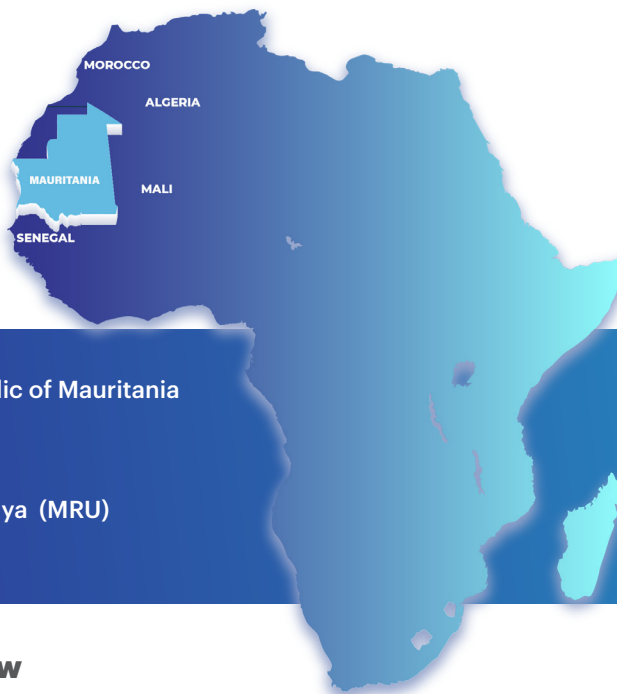 MOROCCO
ALGERIA
MAURITANIA
MALI
SENEGAL
lic of Mauritania
ya (MRU)
w